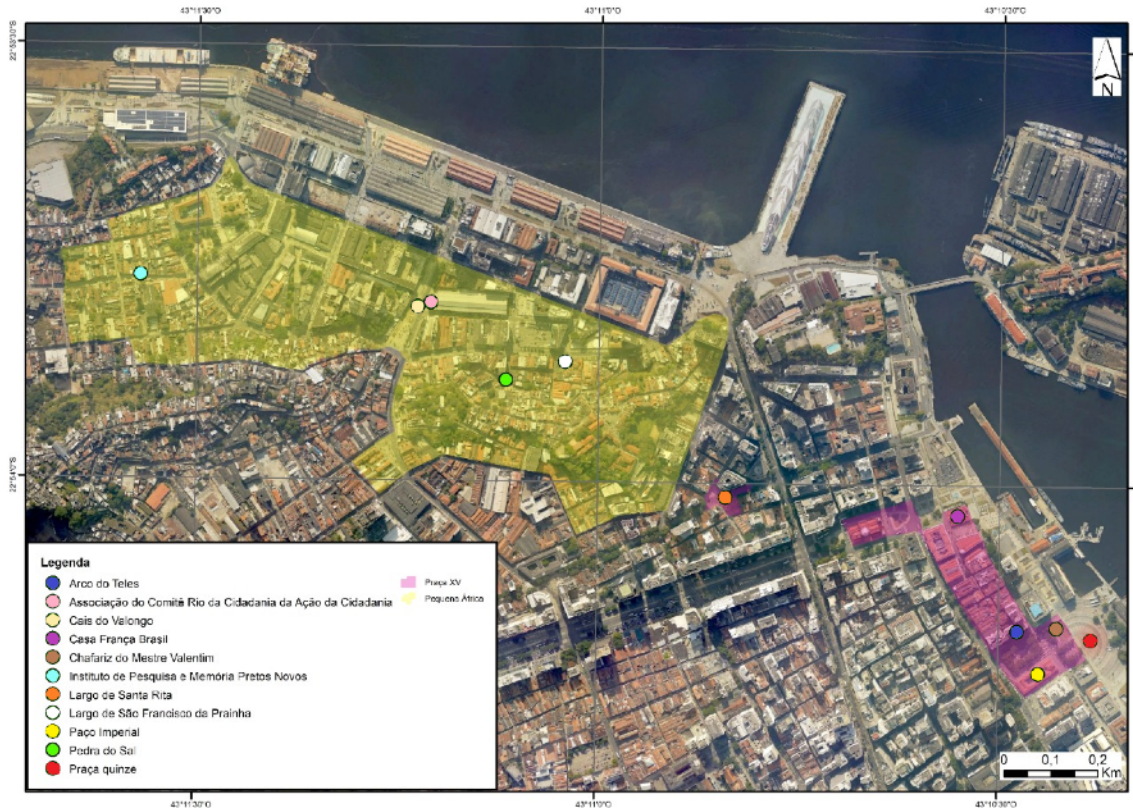 43°11'30"O
43°11'0"O
43°10'30"O
22°53'30"S
N
22°54'0"S
Legenda
Arco do Teles
Associação do Comitê Rio da Cidadania da Ação da Cidadania
Cais do Valongo
Casa França Brasil
Chafariz do Mestre Valentim
Instituto de Pesquisa e Memória Pretos Novos
Largo de Santa Rita
Largo de São Francisco da Prainha
Paço Imperial
Pedra do Sal
Praça quinze
Praça XV
Pequena África
0 0,1 0,2
Km
43°11'30"O
43°11'0"O
43°10'30"O